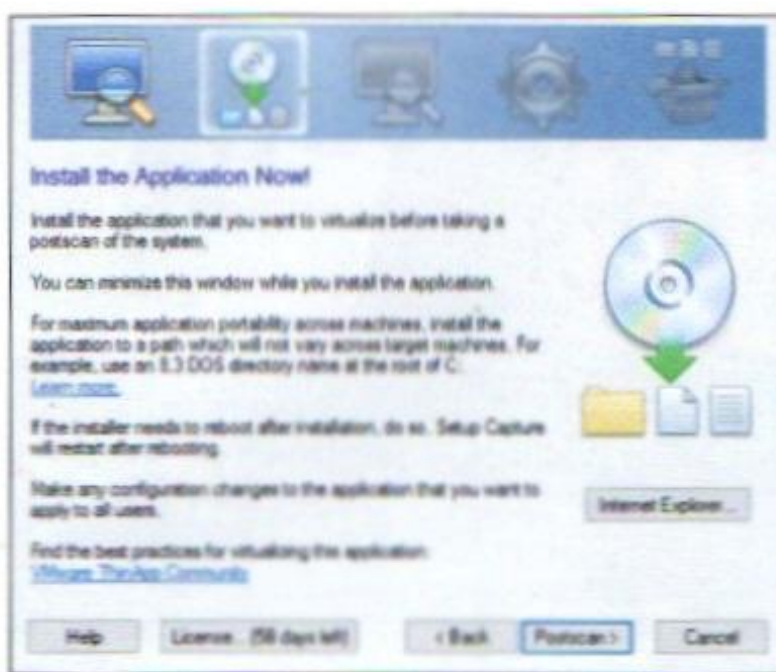 Install the Application Now!
Install the application that you want to virtualize before taking a
postscan of the system.
You can minimize this window while you install the application.
For maximum application portability across machines, install the
application to a path which will not vary across target machines. For
example, use an 8.3 DOS directory name at the root of C:
Learn more.
If the installer needs to reboot after installation, do so. Setup Capture
will restart after rebooting.
Make any configuration changes to the application that you want to
apply to all users.
Internet Explorer...
Find the best practices for virtualizing this application:
VMware ThinApp Community
Help
License... (58 days left)
< Back
Postscan >
Cancel